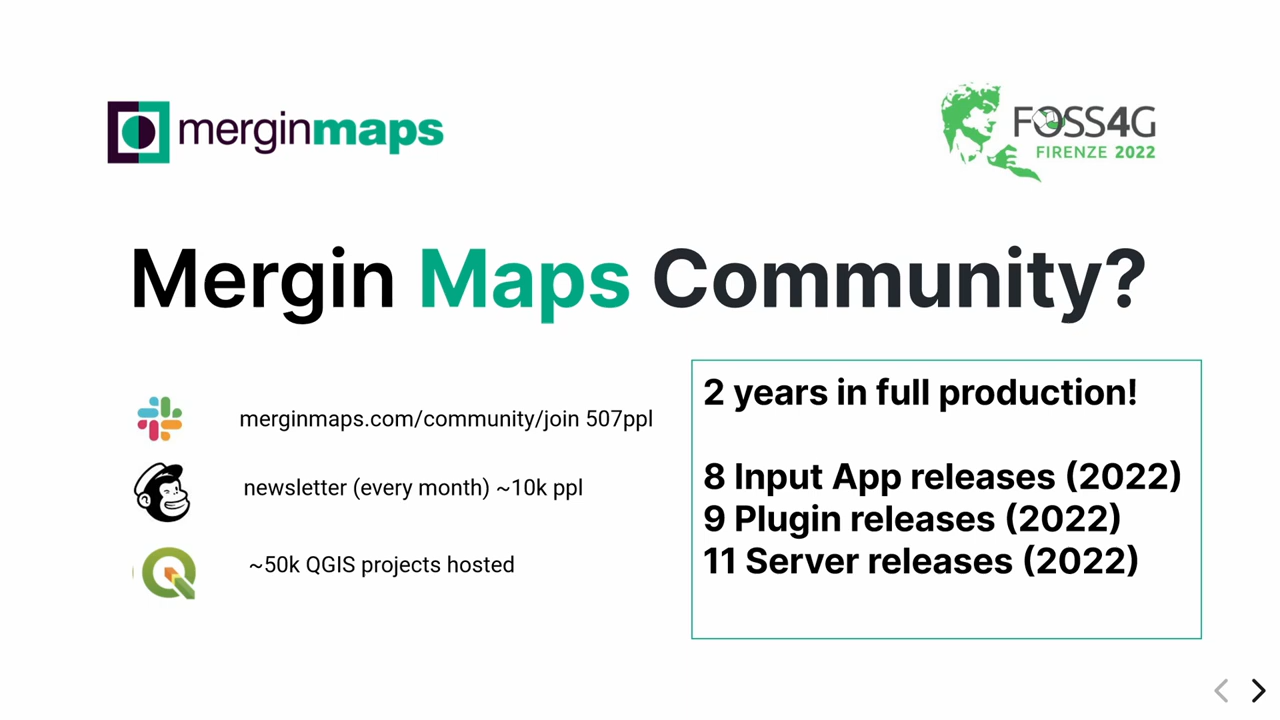 merginmaps
FOSS4G
FIRENZE 2022
Mergin Maps Community?
merginmaps.com/community/join 507ppl
newsletter (every month) ~10k ppl
~50k QGIS projects hosted
2 years in full production!
8 Input App releases (2022)
9 Plugin releases (2022)
11 Server releases (2022)